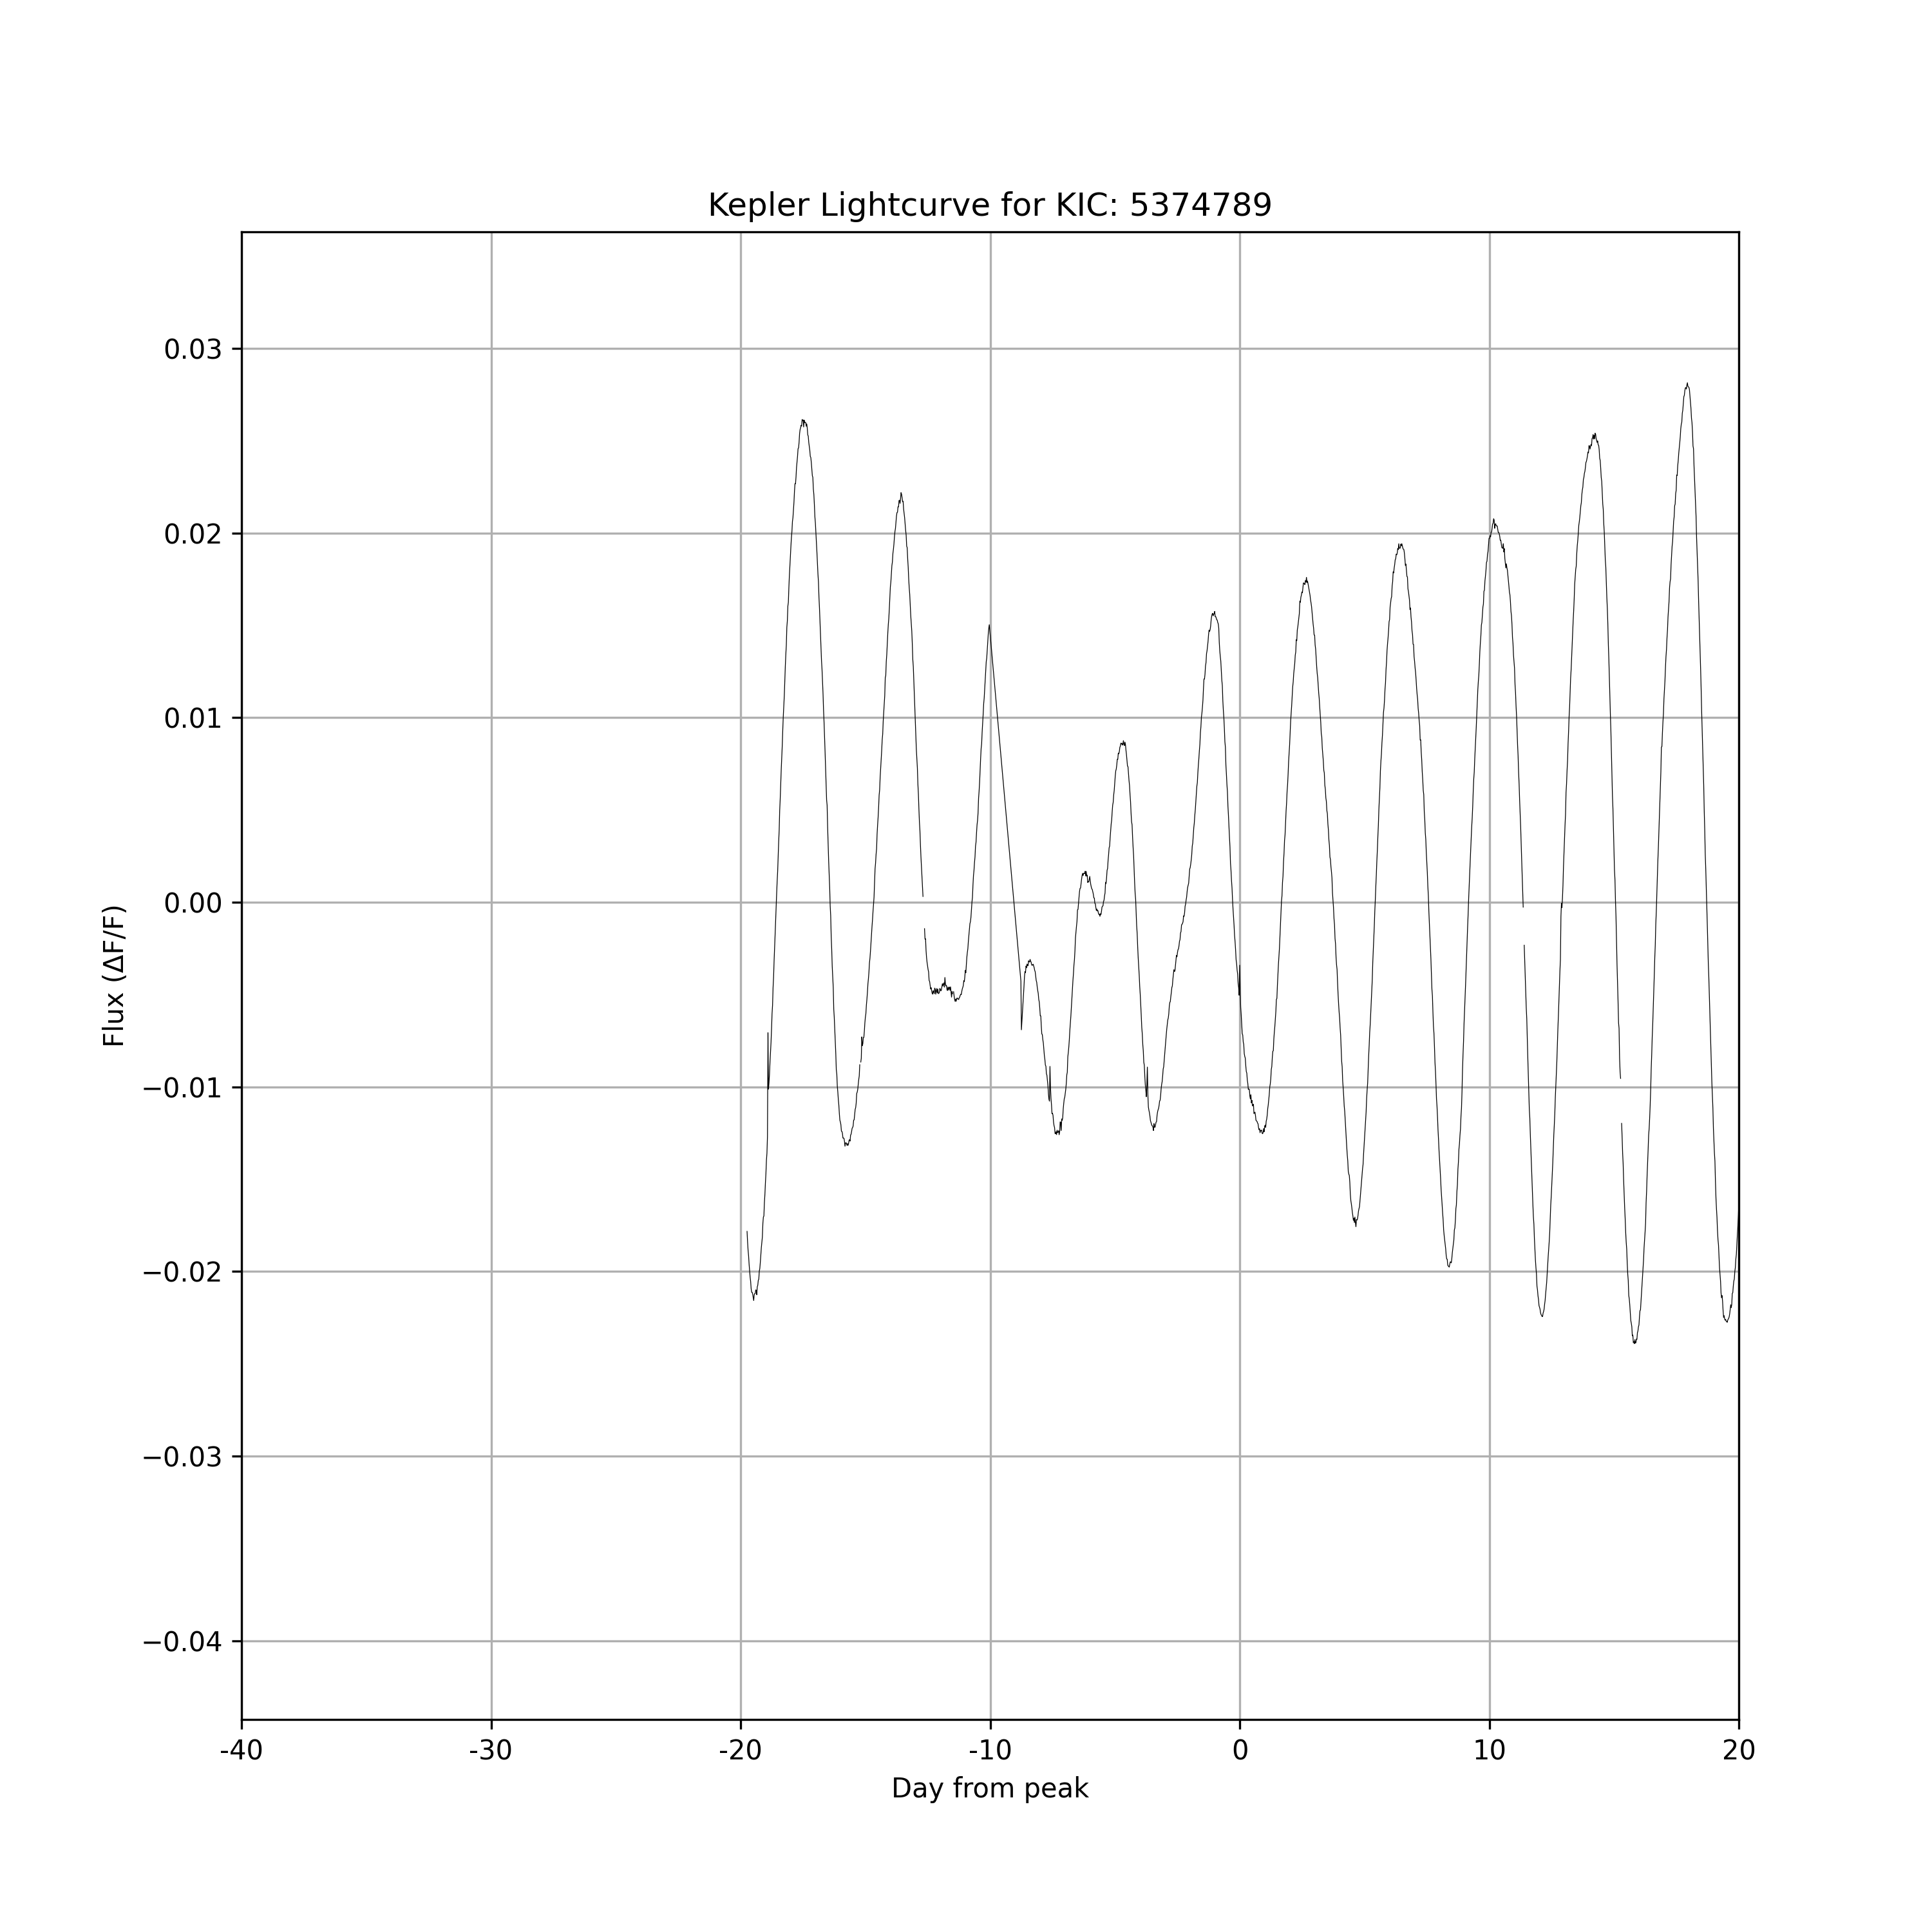 Kepler Lightcurve for KIC: 5374789
0.03
0.02
0.01
0.00
−0.01
−0.02
−0.03
−0.04
Flux (ΔF/F)
-40 -30 -20 -10 0 10 20
Day from peak